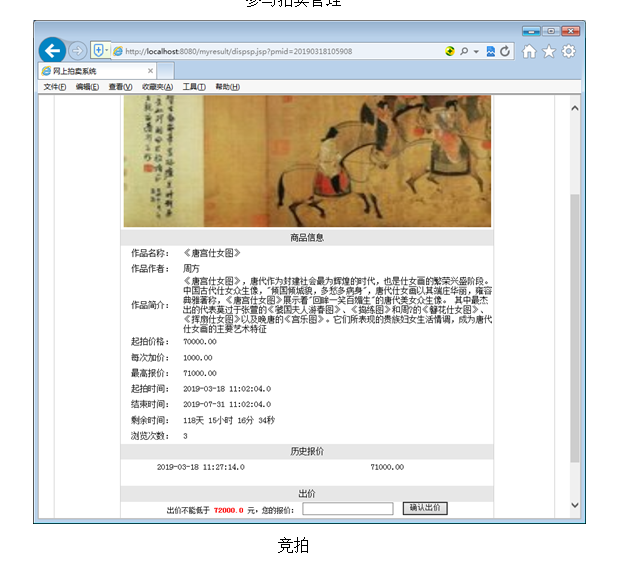 参与拍卖管理
http://localhost:8080/myresult/dispsp.jsp?pmid=20190318105908
网上拍卖系统
文件(F) 编辑(E) 查看(V) 收藏夹(A) 工具(T) 帮助(H)
商品信息
作品名称： 《唐宫仕女图》
作品作者： 周方
作品简介： 《唐宫仕女图》，唐代作为封建社会最为辉煌的时代，也是仕女画的繁荣兴盛阶段。
中国古代仕女众生像，"倾国倾城貌，多愁多病身"，唐代仕女画以其端庄华丽，雍容
典雅著称，《唐宫仕女图》展示着"回眸一笑百媚生"的唐代美女众生像。 其中最杰
出的代表莫过于张萱的《虢国夫人游春图》、《捣练图》和周?的《簪花仕女图》、
《挥扇仕女图》以及晚唐的《宫乐图》。它们所表现的贵族妇女生活情调，成为唐代
仕女画的主要艺术特征
起拍价格： 70000.00
每次加价： 1000.00
最高报价： 71000.00
起拍时间： 2019-03-18 11:02:04.0
结束时间： 2019-07-31 11:02:04.0
剩余时间： 118天 15小时 16分 34秒
浏览次数： 3
历史报价
2019-03-18 11:27:14.0 71000.00
出价
出价不能低于 72000.0 元，您的报价： 确认出价
竞拍